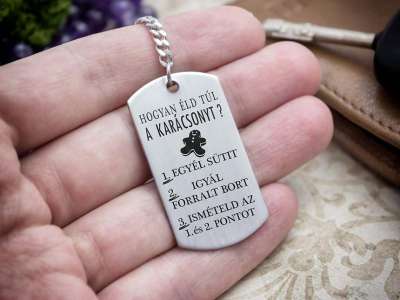 HOGYAN ÉLD TÚL
A KARÁCSONYT?
1. EGYÉL SÜTIT
2. IGYÁL
FORRALT BORT
3. ISMÉTELD AZ
1. és 2. PONTOT